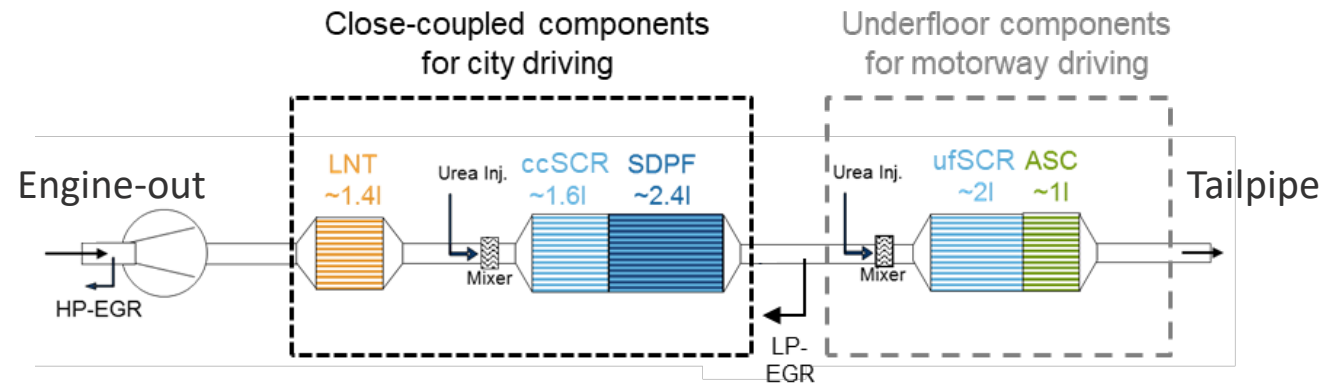 Close-coupled components
for city driving
Underfloor components
for motorway driving
Engine-out
HP-EGR
LNT
~1.4l
Urea Inj.
Mixer
ccSCR
~1.6l
SDPF
~2.4l
LP-
EGR
Urea Inj.
Mixer
ufSCR
~2l
ASC
~1l
Tailpipe